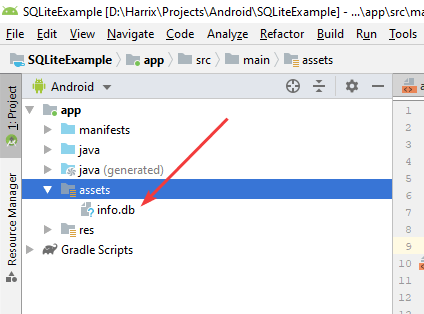 SQLiteExample [D:\Harrix\Projects\Android\SQLiteExample] - ...\app\src\ma
File Edit View Navigate Code Analyze Refactor Build Run Tools
SQLiteExample app src main assets
Android
1: Project
Resource Manager
app
manifests
java
java (generated)
assets
info.db
res
Gradle Scripts
a
1
2
3
4
5
6
7
8
9
10
11
12